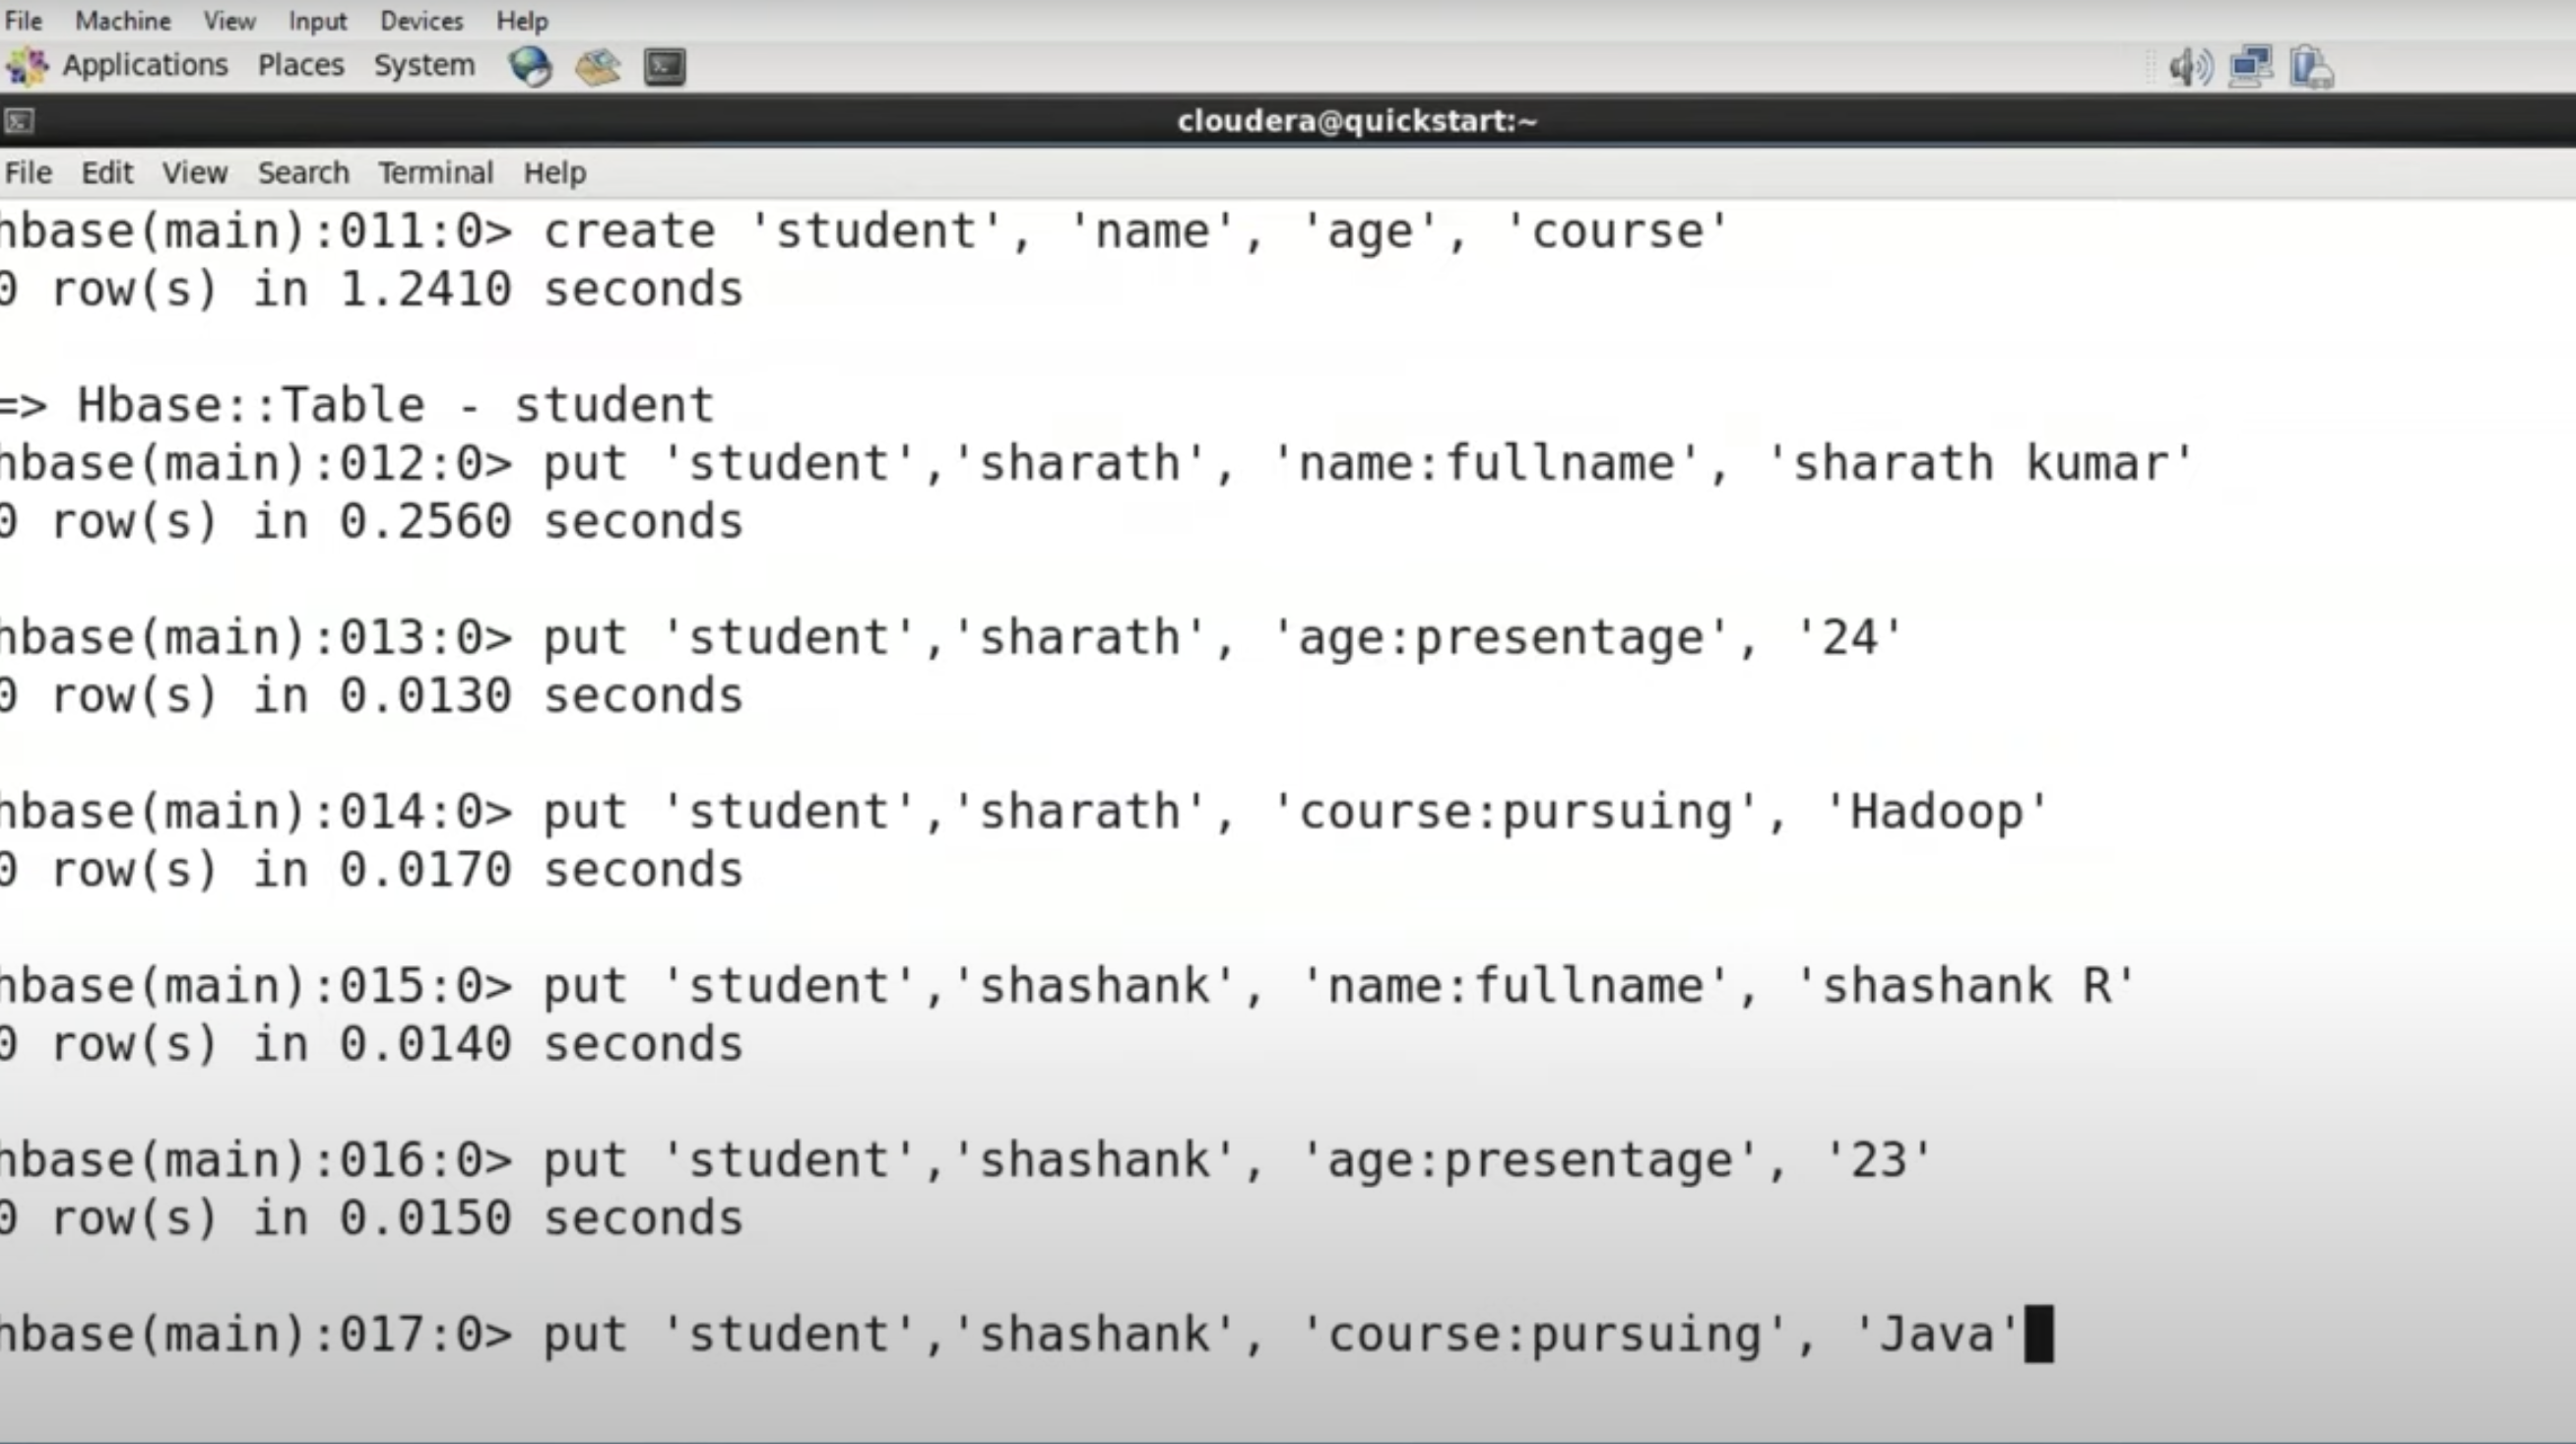 File Machine View Input Devices Help
Applications Places System
cloudera@quickstart:~
File Edit View Search Terminal Help
hbase(main):011:0> create 'student', 'name', 'age', 'course'
0 row(s) in 1.2410 seconds
=> Hbase::Table - student
hbase(main):012:0> put 'student','sharath', 'name:fullname', 'sharath kumar'
0 row(s) in 0.2560 seconds
hbase(main):013:0> put 'student','sharath', 'age:presentage', '24'
0 row(s) in 0.0130 seconds
hbase(main):014:0> put 'student','sharath', 'course:pursuing', 'Hadoop'
0 row(s) in 0.0170 seconds
hbase(main):015:0> put 'student','shashank', 'name:fullname', 'shashank R'
0 row(s) in 0.0140 seconds
hbase(main):016:0> put 'student','shashank', 'age:presentage', '23'
0 row(s) in 0.0150 seconds
hbase(main):017:0> put 'student','shashank', 'course:pursuing', 'Java'